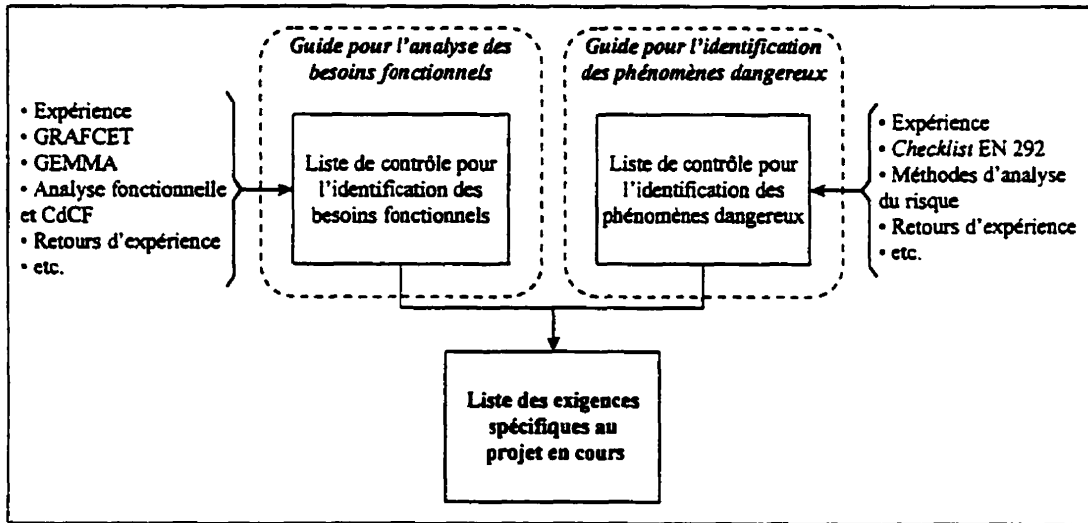 Guide pour l'analyse des
besoins fonctionnels
Guide pour l'identification
des phénomènes dangereux
• Expérience
• GRAFCET
• GEMMA
• Analyse fonctionnelle
et CdCF
• Retours d'expérience
• etc.
Liste de contrôle pour
l'identification des
besoins fonctionnels
Liste de contrôle pour
l'identification des
phénomènes dangereux
• Expérience
• Checklist EN 292
• Méthodes d'analyse
du risque
• Retours d'expérience
• etc.
Liste des exigences
spécifiques au
projet en cours